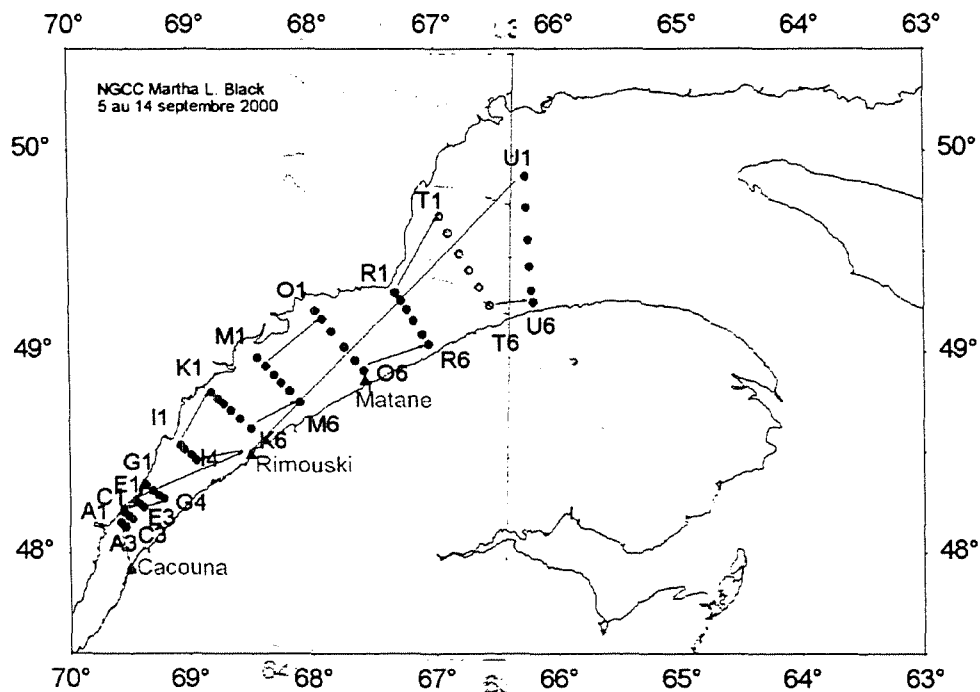 70° 69° 68° 67° 66° 65° 64° 63°
NGCC Martha L. Black
5 au 14 septembre 2000
50° 50°
U1
T1
R1
O1
M1
U6
T6
49° 49°
R6
K1
O6
Matane
M6
I1
K6
I4
Rimouski
G1
E1
C1
G4
A1
E3
A3 C3
48° 48°
Cacouna
70° 69° 68° 67° 66° 65° 64° 63°